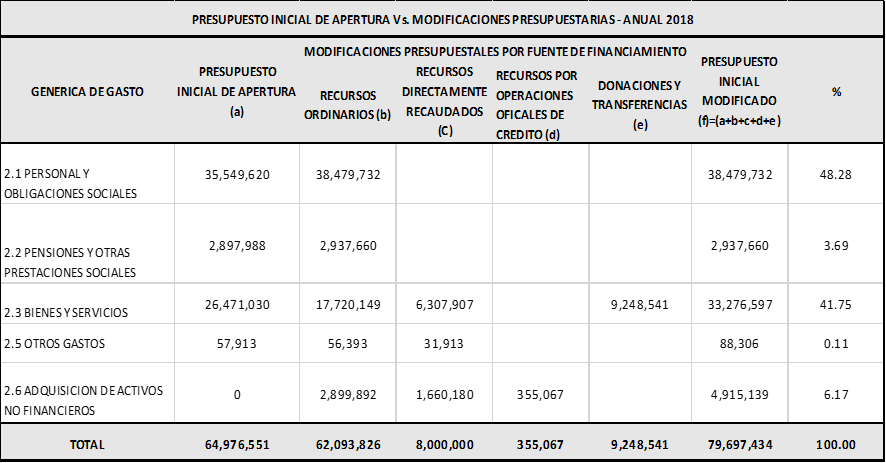 PRESUPUESTO INICIAL DE APERTURA Vs. MODIFICACIONES PRESUPUESTARIAS - ANUAL 2018
GENERICA DE GASTO
PRESUPUESTO
INICIAL DE APERTURA
(a)
MODIFICACIONES PRESUPUESTALES POR FUENTE DE FINANCIAMIENTO
RECURSOS
ORDINARIOS (b)
RECURSOS
DIRECTAMENTE
RECAUDADOS
(C)
RECURSOS POR
OPERACIONES
OFICALES DE
CREDITO (d)
DONACIONES Y
TRANSFERENCIAS
(e)
PRESUPUESTO
INICIAL
MODIFICADO
(f)=(a+b+c+d+e)
%
2.1 PERSONAL Y
OBLIGACIONES SOCIALES
35,549,620 38,479,732 38,479,732 48.28
2.2 PENSIONES Y OTRAS
PRESTACIONES SOCIALES
2,897,988 2,937,660 2,937,660 3.69
2.3 BIENES Y SERVICIOS 26,471,030 17,720,149 6,307,907 9,248,541 33,276,597 41.75
2.5 OTROS GASTOS 57,913 56,393 31,913 88,306 0.11
2.6 ADQUISICION DE ACTIVOS
NO FINANCIEROS
0 2,899,892 1,660,180 355,067 4,915,139 6.17
TOTAL 64,976,551 62,093,826 8,000,000 355,067 9,248,541 79,697,434 100.00